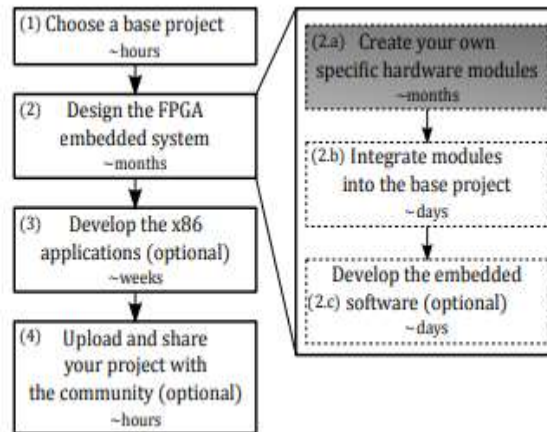 (1) Choose a base project
~hours
(2) Design the FPGA
embedded system
~months
(3) Develop the x86
applications (optional)
~weeks
(4) Upload and share
your project with
the community (optional)
~hours
(2.a) Create your own
specific hardware modules
~months
(2.b) Integrate modules
into the base project
~days
Develop the embedded
(2.c) software (optional)
~days